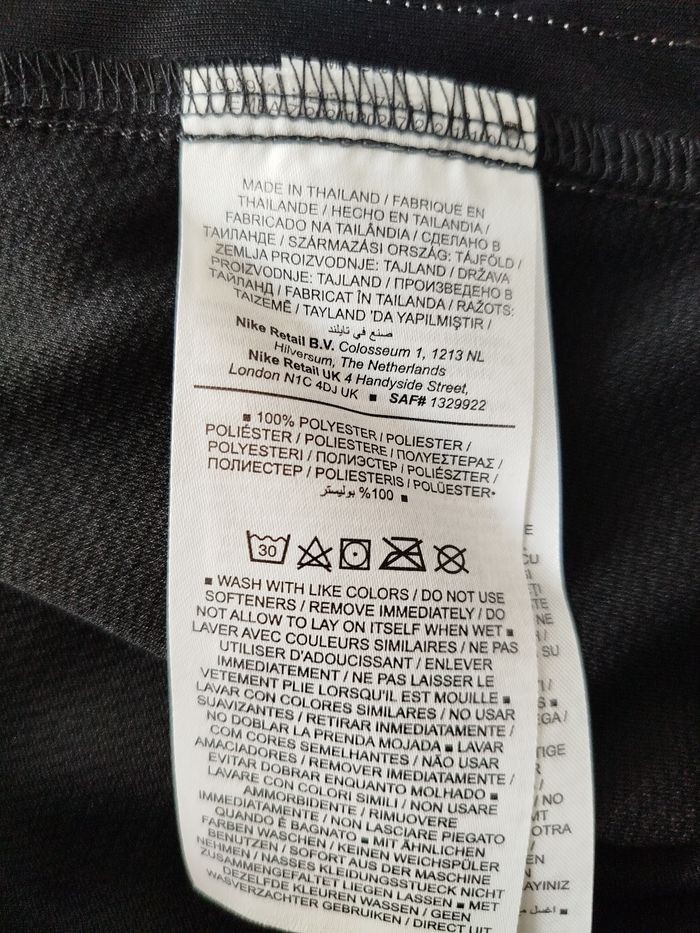 MADE IN THAILAND / FABRIQUE EN
THAILANDE / HECHO EN TAILANDIA /
FABRICADO NA TAILÂNDIA / СДЕЛАНО В
ТАИЛАНДЕ / SZÁRMAZÁSI ORSZÁG: TÁJFÖLD /
ZEMLJA PROIZVODNJE: TAJLAND / DRŽAVA
PROIZVODNJE: TAJLAND / ПРОИЗВЕДЕНО В
ТАЙЛАНД / FABRICAT ÎN TAILANDA / RAŽOTS:
TAIZEMĒ / TAYLAND 'DA YAPILMIŞTIR /
صنع في تايلند
Nike Retail B.V. Colosseum 1, 1213 NL
Hilversum, The Netherlands
Nike Retail UK 4 Handyside Street,
London N1C 4DJ UK ■ SAF# 1329922
■ 100% POLYESTER / POLIESTER /
POLIÉSTER / POLIESTERE / ΠΟΛΥΕΣΤΕΡΑΣ /
POLYESTERI / ПОЛИЭСТЕР / POLIÉSZTER /
ПОЛИЕСТЕР / POLIESTERIS / POLÜESTER
%100 بوليستر ■
30
■ WASH WITH LIKE COLORS / DO NOT USE
SOFTENERS / REMOVE IMMEDIATELY / DO
NOT ALLOW TO LAY ON ITSELF WHEN WET ■
LAVER AVEC COULEURS SIMILAIRES / NE PAS
UTILISER D'ADOUCISSANT / ENLEVER
IMMEDIATEMENT / NE PAS LAISSER LE
VETEMENT PLIE LORSQU'IL EST MOUILLE ■
LAVAR CON COLORES SIMILARES / NO USAR
SUAVIZANTES / RETIRAR INMEDIATAMENTE /
NO DOBLAR LA PRENDA MOJADA ■ LAVAR
COM CORES SEMELHANTES / NÃO USAR
AMACIADORES / REMOVER IMEDIATAMENTE /
EVITAR DOBRAR ENQUANTO MOLHADO ■
LAVARE CON COLORI SIMILI / NON USARE
AMMORBIDENTE / RIMUOVERE
IMMEDIATAMENTE / NON LASCIARE PIEGATO
QUANDO È BAGNATO ■ MIT ÄHNLICHEN
FARBEN WASCHEN / KEINEN WEICHSPÜLER
BENUTZEN / SOFORT AUS DER MASCHINE
NEHMEN / NASSES KLEIDUNGSSTUECK NICHT
ZUSAMMENGEFALTET LIEGEN LASSEN ■ MET
DEZELFDE KLEUREN WASSEN / GEEN
WASVERZACHTER GEBRUIKEN / DIRECT UIT